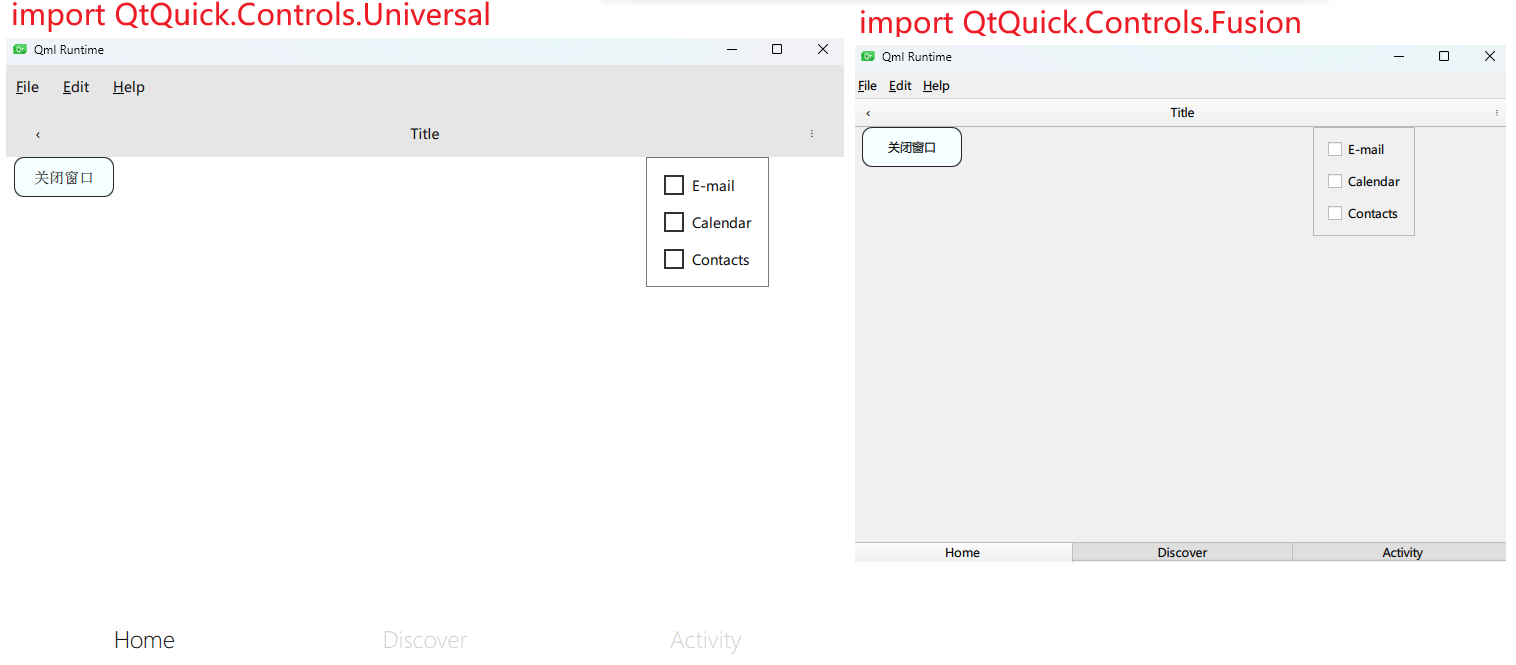 import QtQuick.Controls.Universal
Qml Runtime
File Edit Help
‹ Title ⋮
关闭窗口
E-mail
Calendar
Contacts
Home Discover Activity
import QtQuick.Controls.Fusion
Qml Runtime
File Edit Help
‹ Title ⋮
关闭窗口
E-mail
Calendar
Contacts
Home Discover Activity